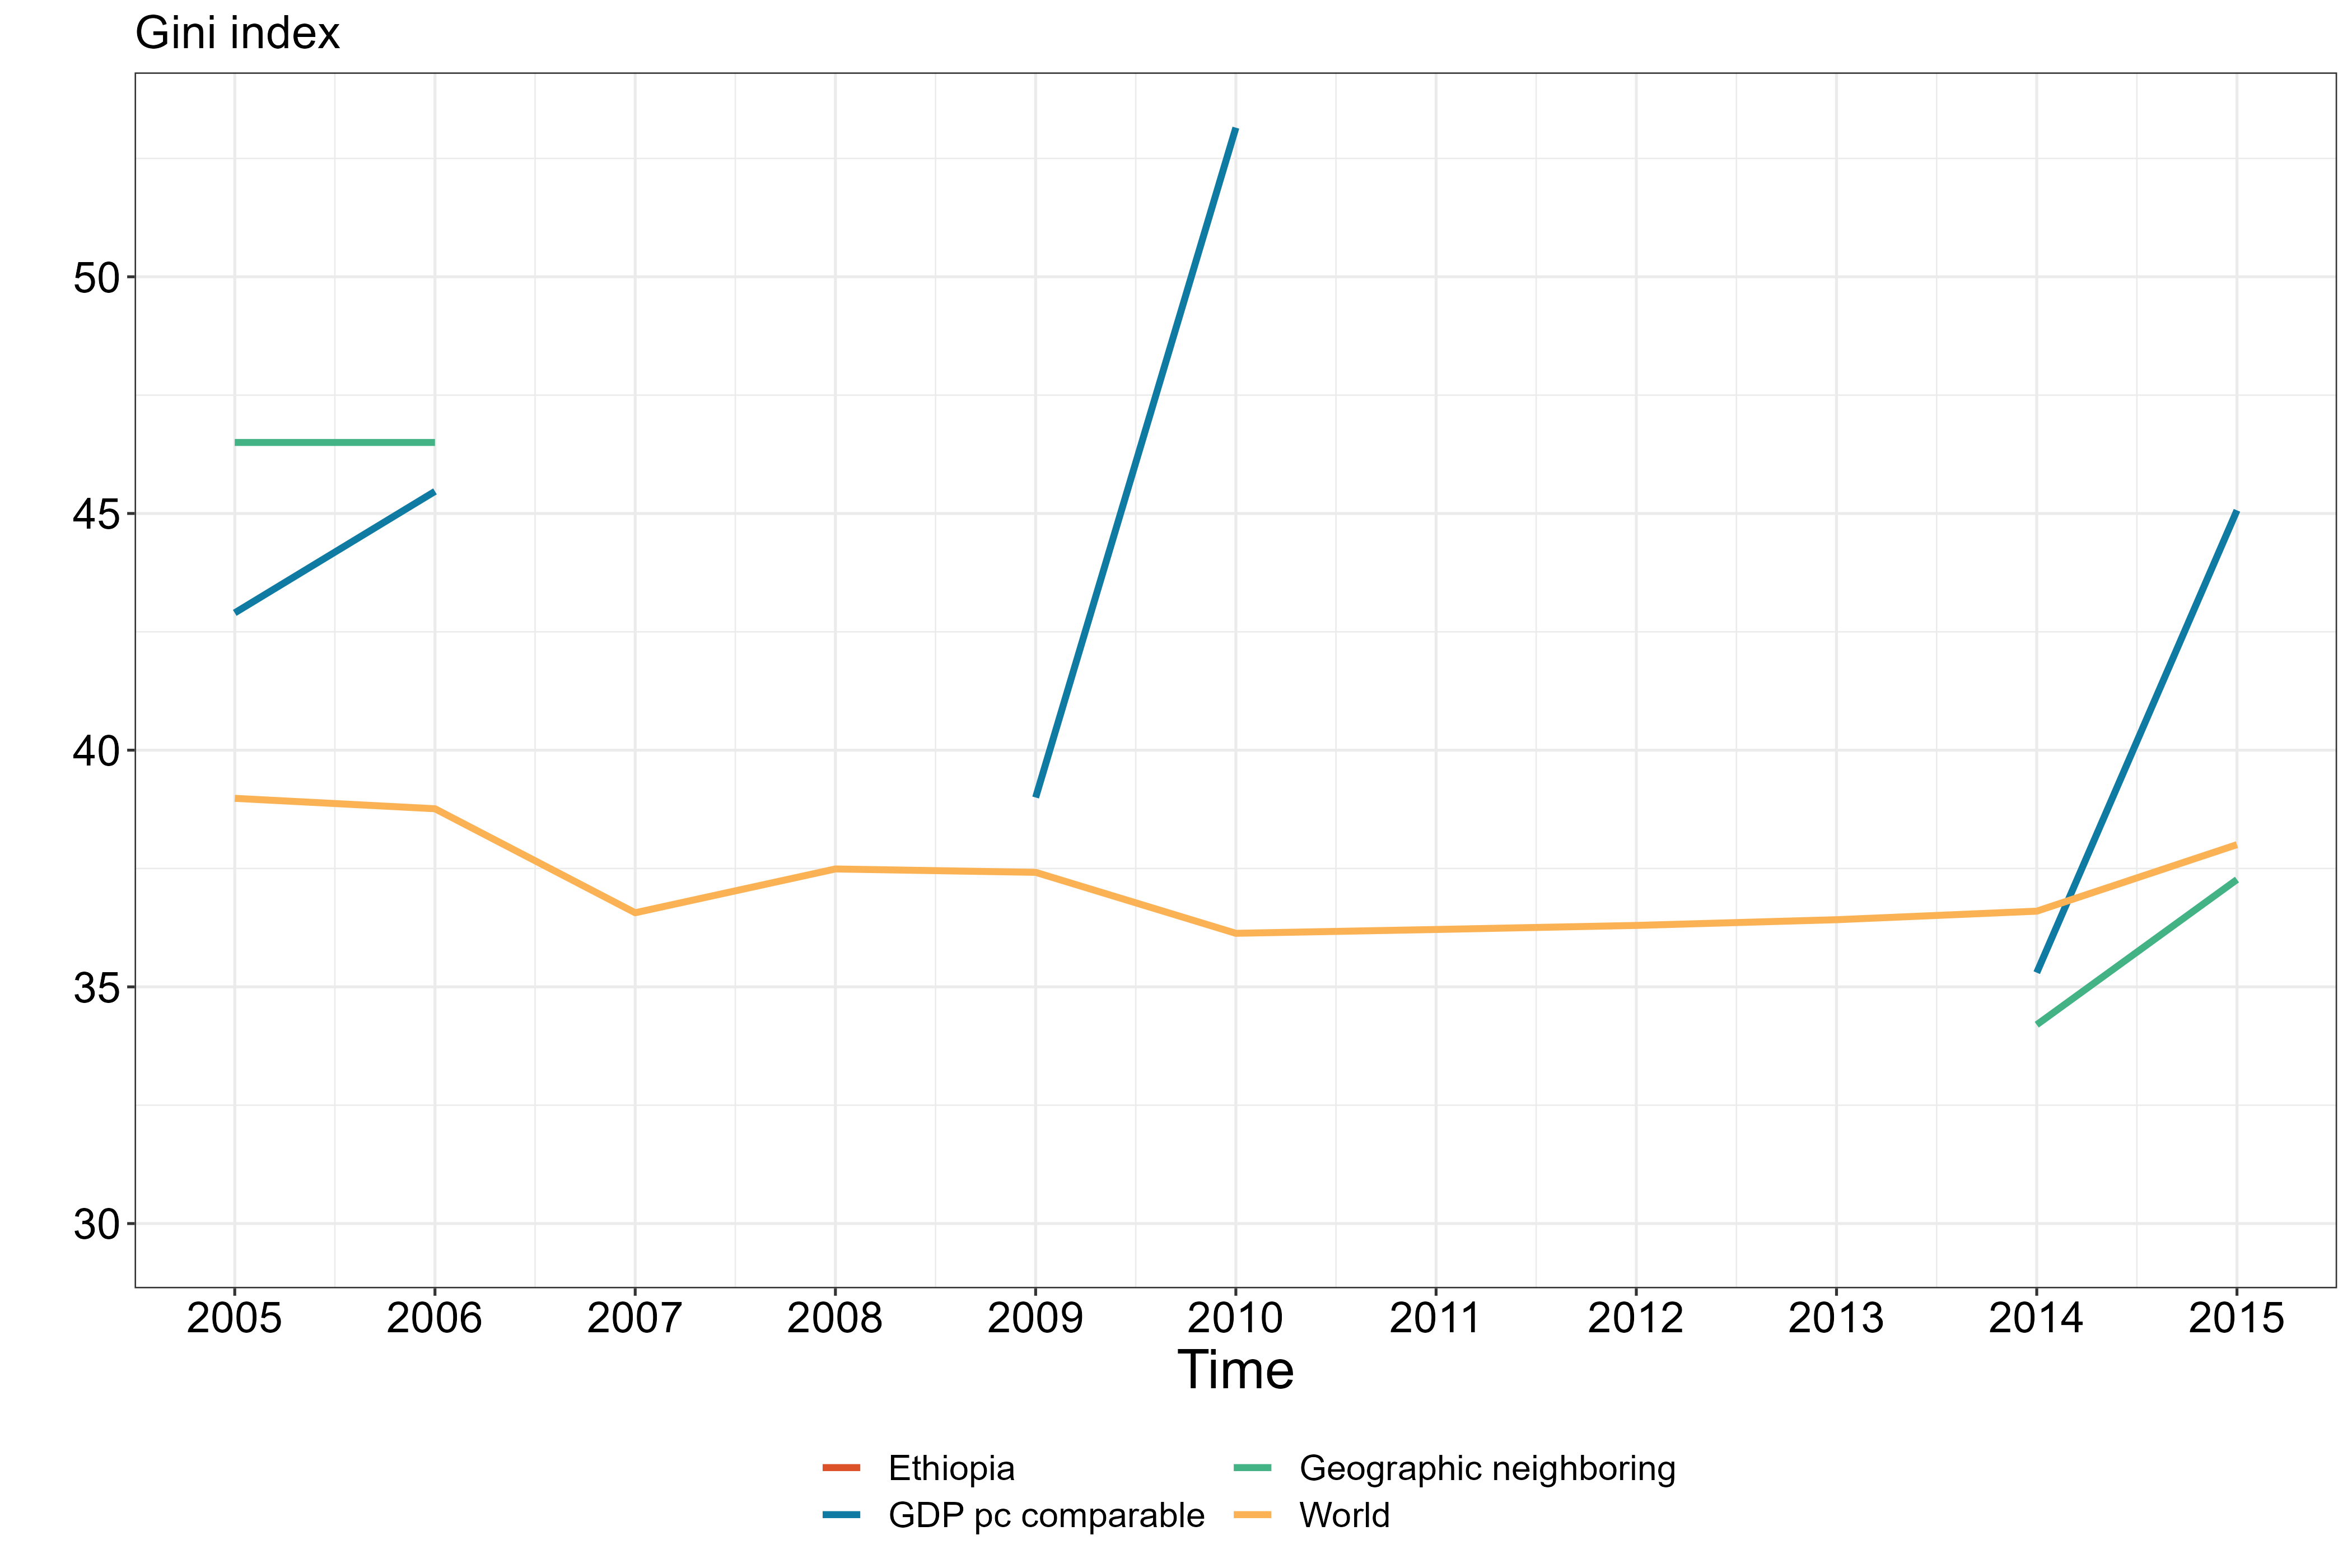 Gini index
50
45
40
35
30
2005 2006 2007 2008 2009 2010 2011 2012 2013 2014 2015
Time
Ethiopia Geographic neighboring
GDP pc comparable World